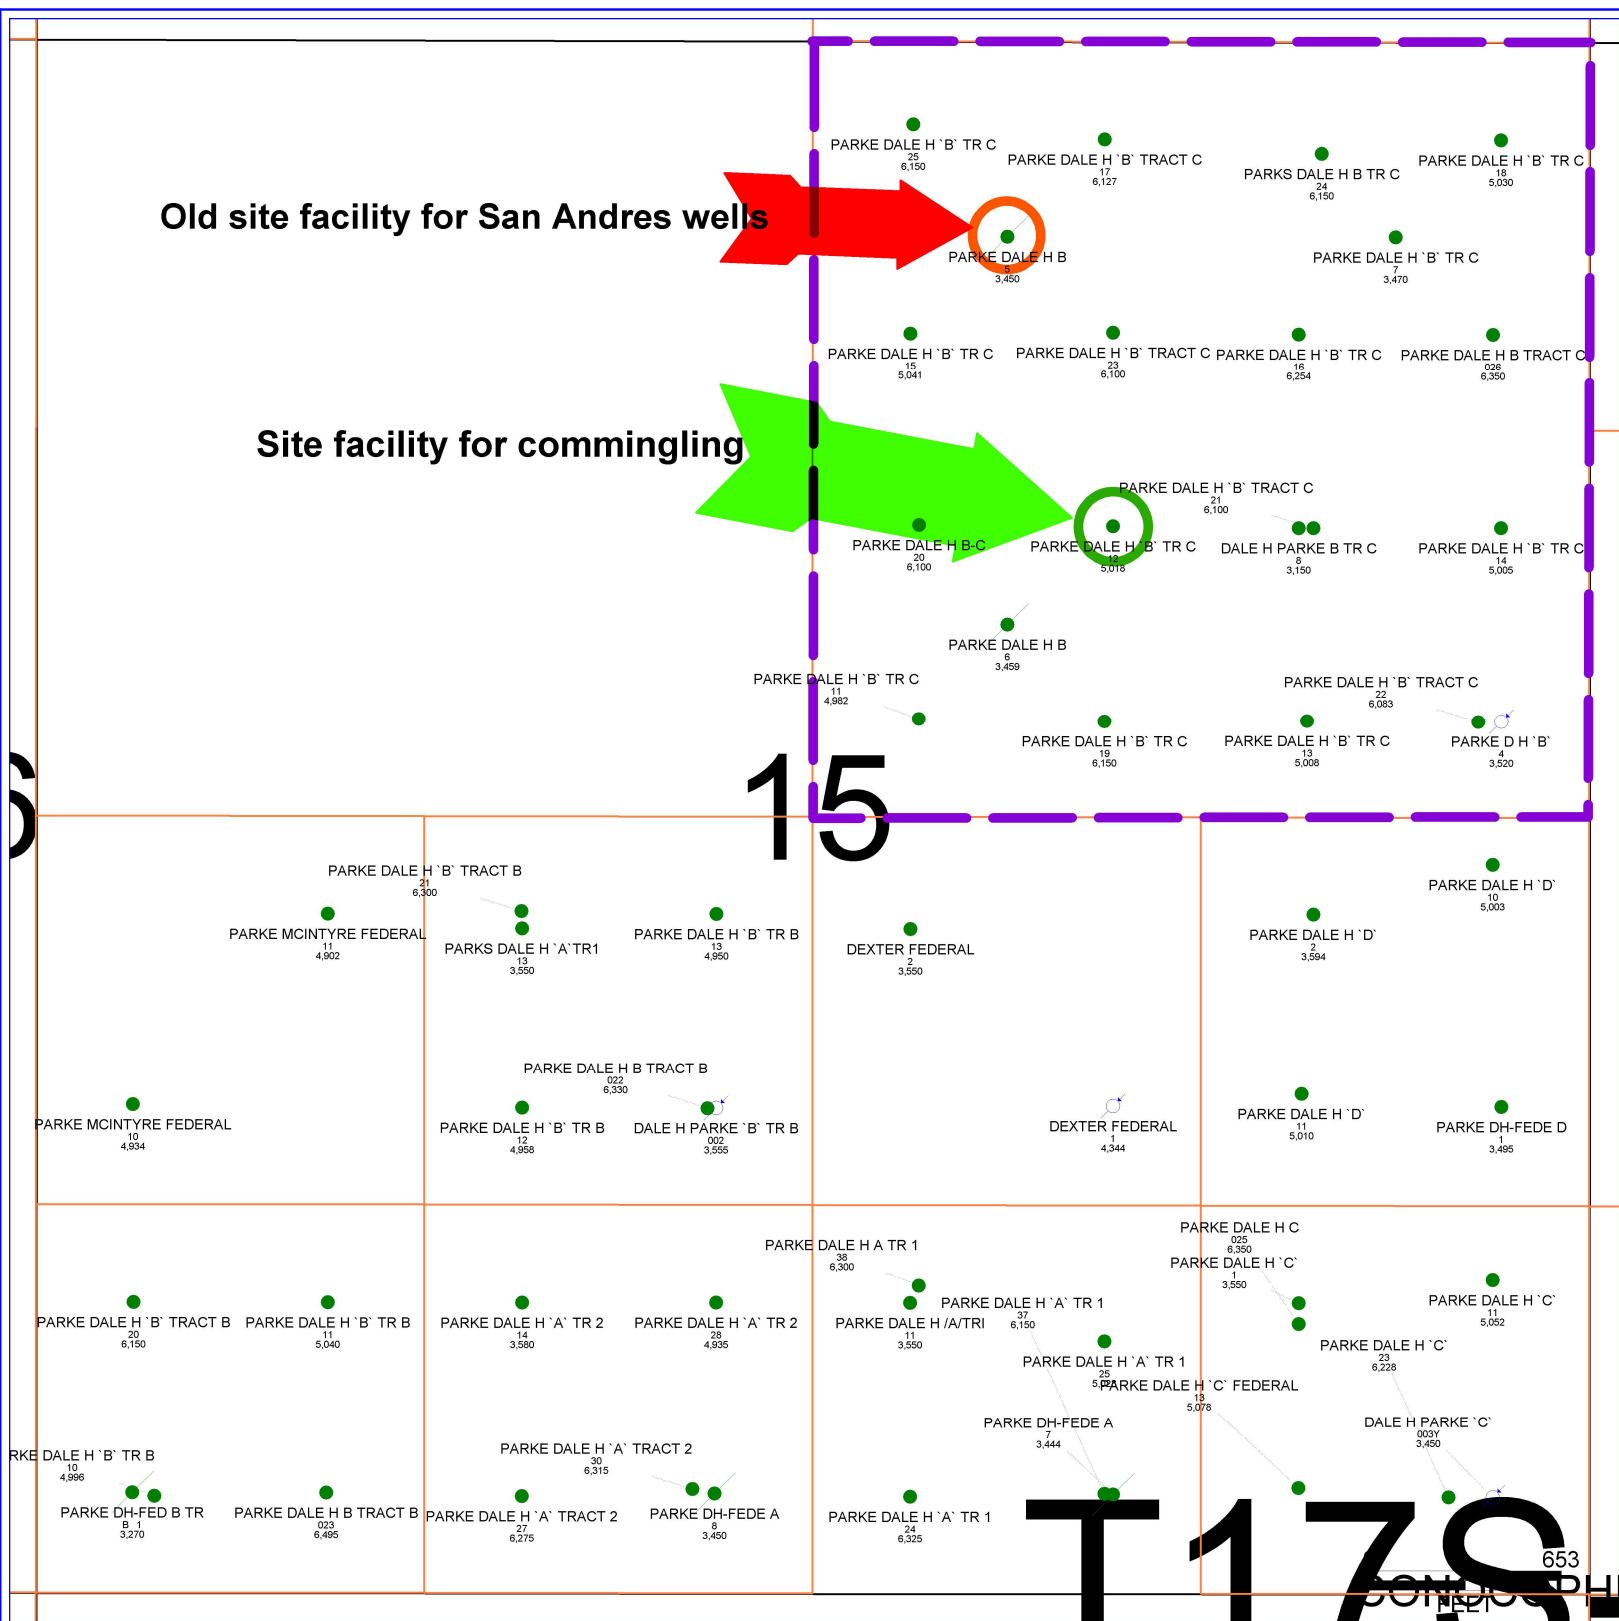 PARKE DALE H `B` TR C
25
6,150
PARKE DALE H `B` TRACT C
17
6,127
PARKS DALE H B TR C
24
6,150
PARKE DALE H `B` TR C
18
5,030
Old site facility for San Andres wells
PARKE DALE H B
5
3,450
PARKE DALE H `B` TR C
7
3,470
PARKE DALE H `B` TR C
15
5,041
PARKE DALE H `B` TRACT C
23
6,100
PARKE DALE H `B` TR C
16
6,254
PARKE DALE H B TRACT C
026
6,350
Site facility for commingling
PARKE DALE H `B` TRACT C
21
6,100
PARKE DALE H B-C
20
6,100
PARKE DALE H `B` TR C
12
5,018
DALE H PARKE B TR C
8
3,150
PARKE DALE H `B` TR C
14
5,005
PARKE DALE H B
6
3,459
PARKE DALE H `B` TR C
11
4,982
PARKE DALE H `B` TRACT C
22
6,083
PARKE DALE H `B` TR C
19
6,150
PARKE DALE H `B` TR C
13
5,008
PARKE D H `B`
4
3,520
15
PARKE DALE H `B` TRACT B
21
6,300
PARKE MCINTYRE FEDERAL
11
4,902
PARKS DALE H `A`TR1
13
3,550
PARKE DALE H `B` TR B
13
4,950
DEXTER FEDERAL
2
3,550
PARKE DALE H `D`
2
3,594
PARKE DALE H `D`
10
5,003
PARKE DALE H B TRACT B
022
6,330
PARKE MCINTYRE FEDERAL
10
4,934
PARKE DALE H `B` TR B
12
4,958
DALE H PARKE `B` TR B
002
3,555
DEXTER FEDERAL
1
4,344
PARKE DALE H `D`
11
5,010
PARKE DH-FEDE D
1
3,495
PARKE DALE H A TR 1
38
6,300
PARKE DALE H C
025
6,350
PARKE DALE H `C`
1
3,550
PARKE DALE H `B` TRACT B
20
6,150
PARKE DALE H `B` TR B
11
5,040
PARKE DALE H `A` TR 2
14
3,580
PARKE DALE H `A` TR 2
28
4,935
PARKE DALE H /A/TRI
11
3,550
PARKE DALE H `A` TR 1
37
6,150
PARKE DALE H `C`
11
5,052
PARKE DALE H `A` TR 1
25
PARKE DALE H `C`
23
6,228
PARKE DALE H `C` FEDERAL
13
5,078
PARKE DH-FEDE A
7
3,444
DALE H PARKE `C`
003Y
3,450
RKE DALE H `B` TR B
10
4,996
PARKE DALE H `A` TRACT 2
30
6,315
PARKE DH-FED B TR
B 1
3,270
PARKE DALE H B TRACT B
023
6,495
PARKE DALE H `A` TRACT 2
27
6,275
PARKE DH-FEDE A
8
3,450
PARKE DALE H `A` TR 1
24
6,325
T17S
653
FEET